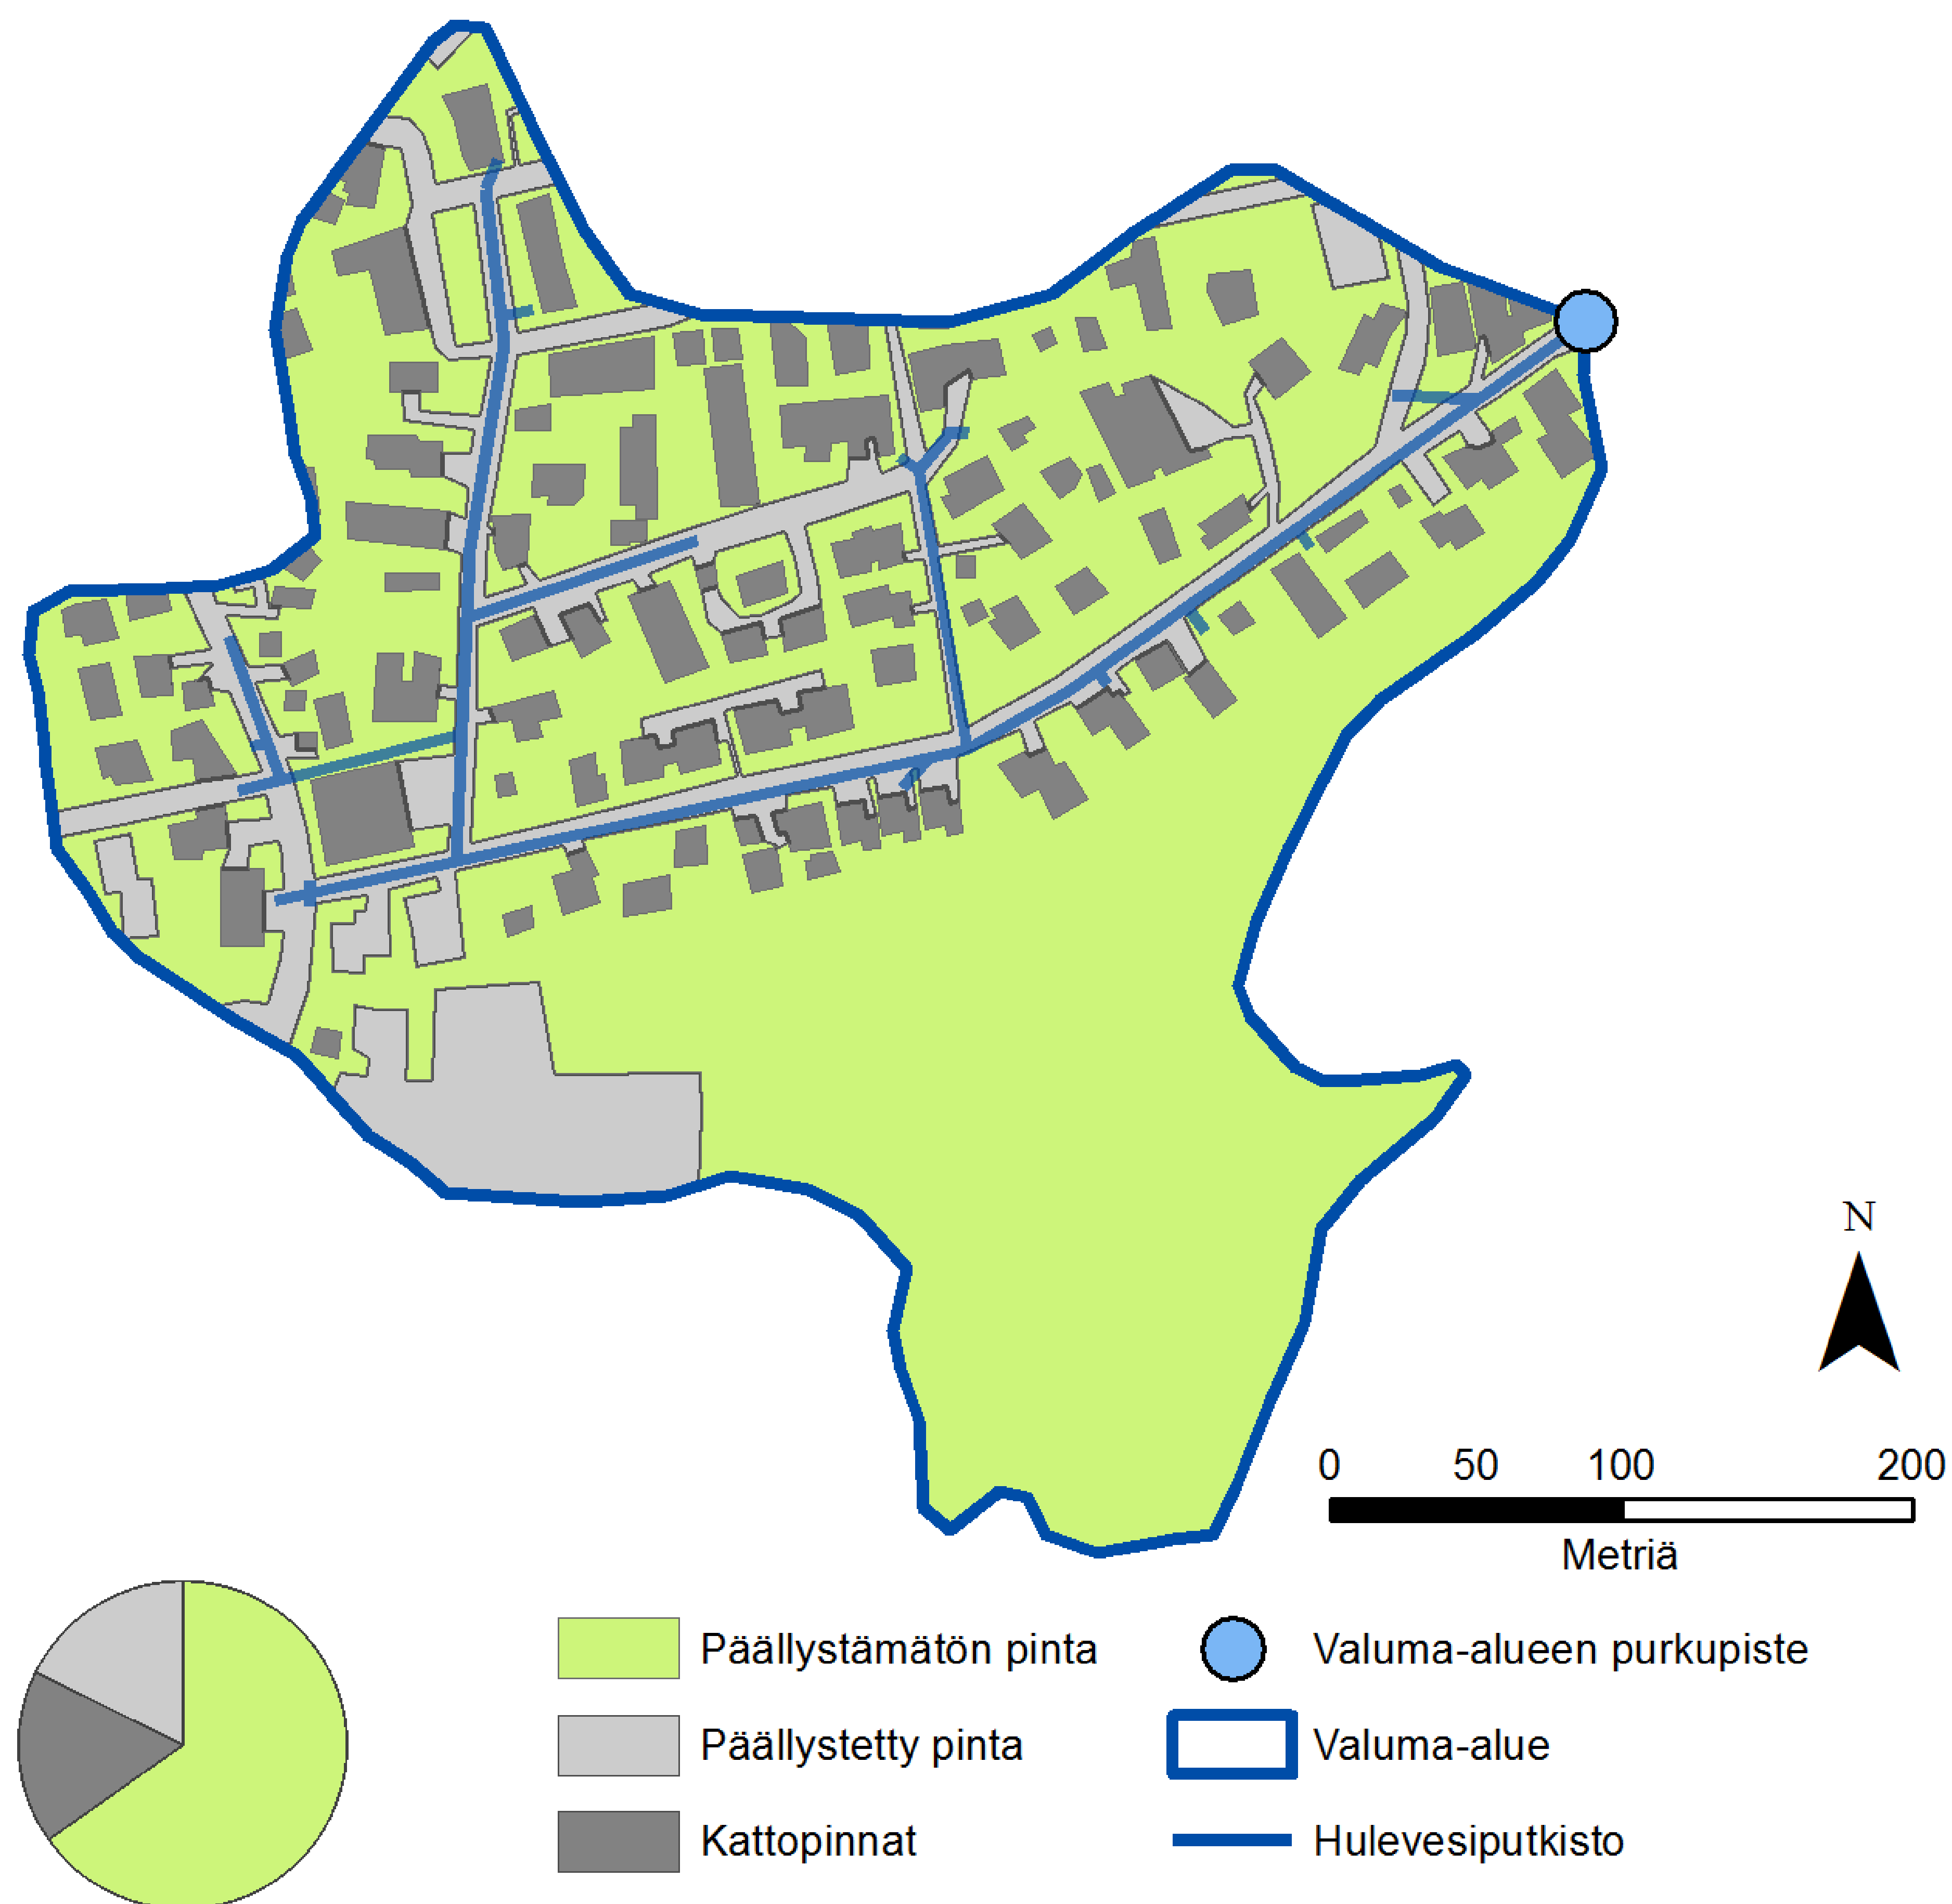 N
0 50 100 200
Metriä
Päällystämätön pinta
Päällystetty pinta
Kattopinnat
Valuma-alueen purkupiste
Valuma-alue
Hulevesiputkisto